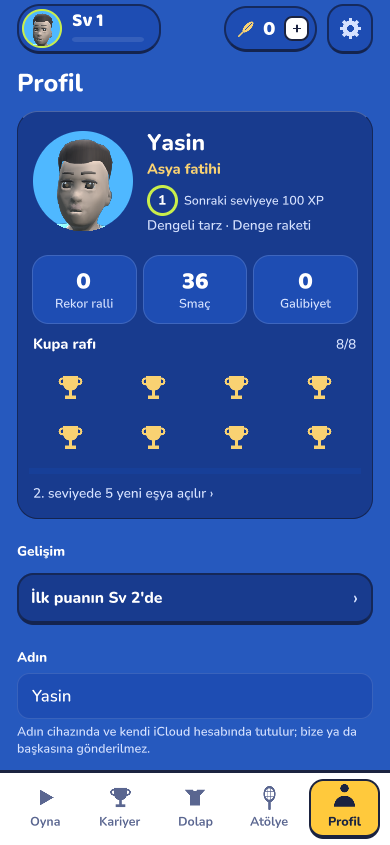 Sv 1
0 +
Profil
Yasin
Asya fatihi
1 Sonraki seviyeye 100 XP
Dengeli tarz · Denge raketi
0 36 0
Rekor ralli Smaç Galibiyet
Kupa rafı 8/8
2. seviyede 5 yeni eşya açılır ›
Gelişim
İlk puanın Sv 2'de ›
Adın
Yasin
Adın cihazında ve kendi iCloud hesabında tutulur; bize ya da
başkasına gönderilmez.
Oyna Kariyer Dolap Atölye Profil